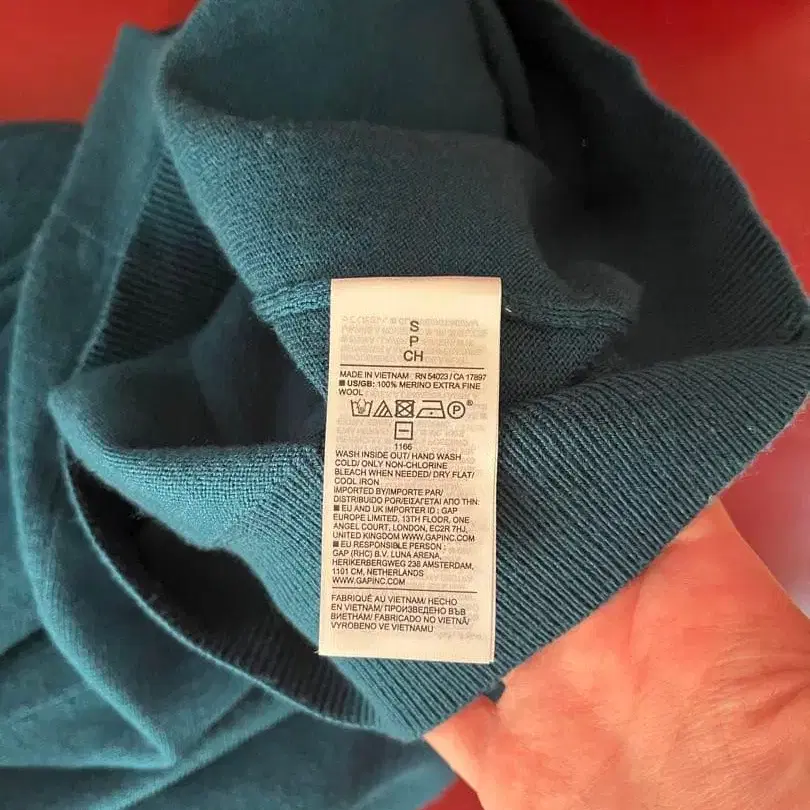 S
P
CH
MADE IN VIETNAM RN 54023 / CA 17897
■ US/GB: 100% MERINO EXTRA FINE
WOOL
P
1166
WASH INSIDE OUT/ HAND WASH
COLD/ ONLY NON-CHLORINE
BLEACH WHEN NEEDED/ DRY FLAT/
COOL IRON
IMPORTED BY/IMPORTE PAR/
DISTRIBUIDO POR/ΕΙΣΑΓΕΤΑΙ ΑΠΟ ΤΗΝ:
■ EU AND UK IMPORTER ID : GAP
EUROPE LIMITED, 13TH FLOOR, ONE
ANGEL COURT, LONDON, EC2R 7HJ,
UNITED KINGDOM WWW.GAPINC.COM
■ EU RESPONSIBLE PERSON :
GAP (RHC) B.V. LUNA ARENA,
HERIKERBERGWEG 238 AMSTERDAM,
1101 CM, NETHERLANDS
WWW.GAPINC.COM
FABRIQUÉ AU VIETNAM/ HECHO
EN VIETNAM/ ПРОИЗВЕДЕНО ВЪВ
ВИЕТНАМ/ FABRICADO NO VIETNÃ/
VYROBENO VE VIETNAMU